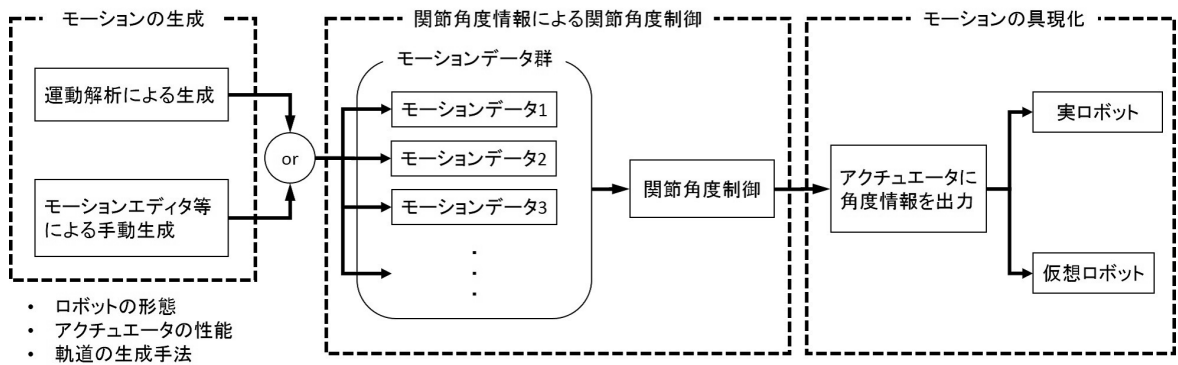 モーションの生成
運動解析による生成
モーションエディタ等
による手動生成
or
・ ロボットの形態
・ アクチュエータの性能
・ 軌道の生成手法
関節角度情報による関節角度制御
モーションデータ群
モーションデータ1
モーションデータ2
モーションデータ3
・
・
・
関節角度制御
モーションの具現化
アクチュエータに
角度情報を出力
実ロボット
仮想ロボット